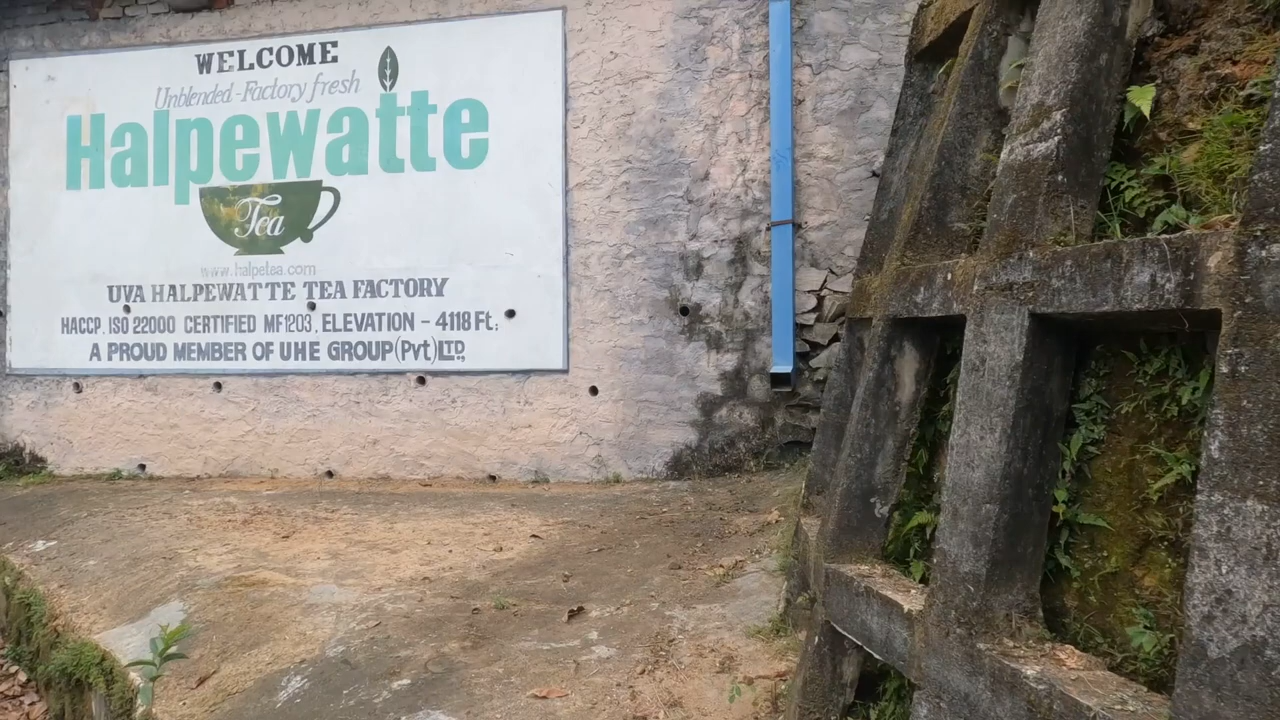 WELCOME
Unblended-Factory fresh
Halpewatte
Tea
www.halpetea.com
UVA HALPEWATTE TEA FACTORY
HACCP. ISO 22000 CERTIFIED MF1203. ELEVATION - 4118 Ft;
A PROUD MEMBER OF UHE GROUP(Pvt)LTD,